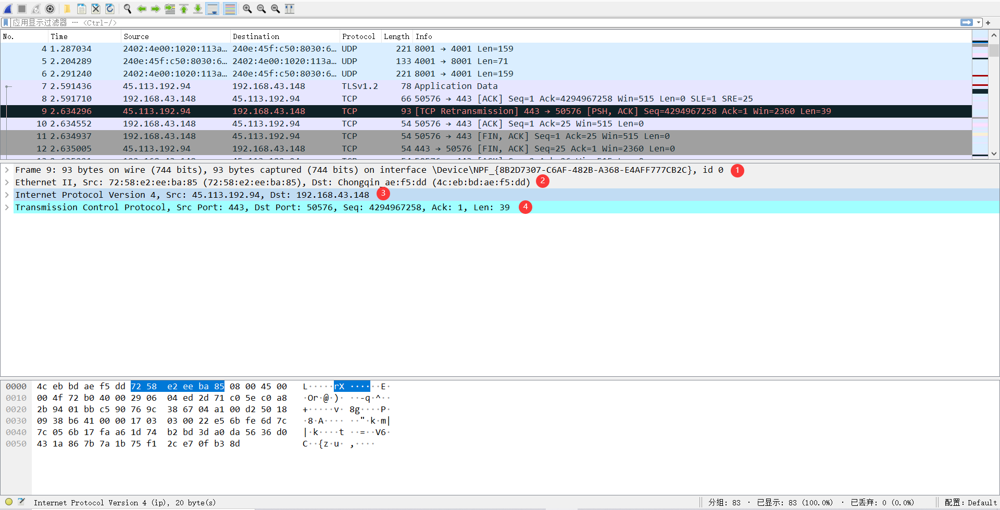 应用显示过滤器 … <Ctrl-/>
No. Time Source Destination Protocol Length Info
4 1.287034 2402:4e00:1020:113a… 240e:45f:c50:8030:6… UDP 221 8001 → 4001 Len=159
5 2.204289 240e:45f:c50:8030:6… 2402:4e00:1020:113a… UDP 133 4001 → 8001 Len=71
6 2.291240 2402:4e00:1020:113a… 240e:45f:c50:8030:6… UDP 221 8001 → 4001 Len=159
7 2.591436 45.113.192.94 192.168.43.148 TLSv1.2 78 Application Data
8 2.591710 192.168.43.148 45.113.192.94 TCP 66 50576 → 443 [ACK] Seq=1 Ack=4294967258 Win=515 Len=0 SLE=1 SRE=25
9 2.634296 45.113.192.94 192.168.43.148 TCP 93 [TCP Retransmission] 443 → 50576 [PSH, ACK] Seq=4294967258 Ack=1 Win=2360 Len=39
10 2.634552 192.168.43.148 45.113.192.94 TCP 54 50576 → 443 [ACK] Seq=1 Ack=25 Win=515 Len=0
11 2.634937 192.168.43.148 45.113.192.94 TCP 54 50576 → 443 [FIN, ACK] Seq=1 Ack=25 Win=515 Len=0
12 2.635005 45.113.192.94 192.168.43.148 TCP 54 443 → 50576 [FIN, ACK] Seq=25 Ack=1 Win=2360 Len=0
Frame 9: 93 bytes on wire (744 bits), 93 bytes captured (744 bits) on interface \Device\NPF_{8B2D7307-C6AF-482B-A368-E4AFF777CB2C}, id 0 1
Ethernet II, Src: 72:58:e2:ee:ba:85 (72:58:e2:ee:ba:85), Dst: Chongqin_ae:f5:dd (4c:eb:bd:ae:f5:dd) 2
Internet Protocol Version 4, Src: 45.113.192.94, Dst: 192.168.43.148 3
Transmission Control Protocol, Src Port: 443, Dst Port: 50576, Seq: 4294967258, Ack: 1, Len: 39 4
0000 4c eb bd ae f5 dd 72 58 e2 ee ba 85 08 00 45 00 L·····rX ······E·
0010 00 4f 72 b0 40 00 29 06 04 ed 2d 71 c0 5e c0 a8 ·Or·@·)· ··-q·^··
0020 2b 94 01 bb c5 90 76 9c 38 67 04 a1 00 d2 50 18 +·····v· 8g····P·
0030 09 38 b6 41 00 00 17 03 03 00 22 e5 6b fe 6d 7c ·8·A···· ··"·k·m|
0040 7c 05 6b 17 fa a6 1d 74 b2 bd 3d a0 da 56 36 d0 |·k····t ··=··V6·
0050 43 1a 86 7b 7a 1b 75 f1 2c e7 0f b3 8d C··{z·u· ,····
Internet Protocol Version 4 (ip), 20 byte(s) 分组: 83 · 已显示: 83 (100.0%) · 已丢弃: 0 (0.0%) 配置: Default